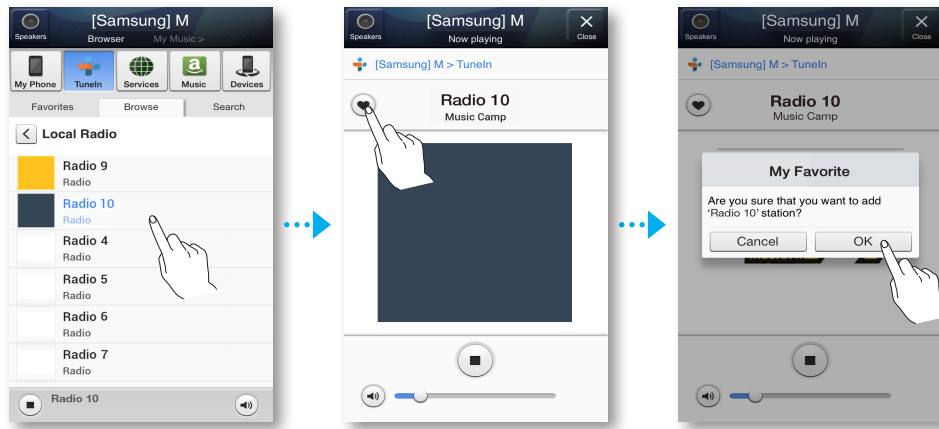 [Samsung] M
Speakers
Browser
My Music >
My Phone
TuneIn
Services
a
Music
Devices
Favorites
Browse
Search
Local Radio
Radio 9
Radio
Radio 10
Radio
Radio 4
Radio
Radio 5
Radio
Radio 6
Radio
Radio 7
Radio
Radio 10
[Samsung] M
Speakers
Now playing
Close
[Samsung] M > TuneIn
Radio 10
Music Camp
[Samsung] M
Speakers
Now playing
Close
[Samsung] M > TuneIn
Radio 10
Music Camp
My Favorite
Are you sure that you want to add
‘Radio 10’ station?
Cancel
OK